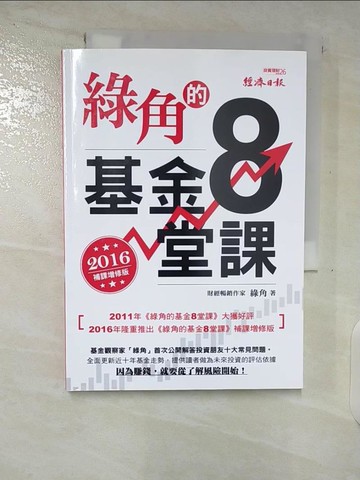 投資理財26
經濟日報
綠角的
基金8
堂課
2016
補課增修版
財經暢銷作家 綠角 著
2011年《綠角的基金8堂課》大獲好評
2016年隆重推出《綠角的基金8堂課》補課增修版
基金觀察家「綠角」首次公開解答投資朋友十大常見問題,
全面更新近十年基金走勢,提供讀者做為未來投資的評估依據
因為賺錢,就要從了解風險開始!